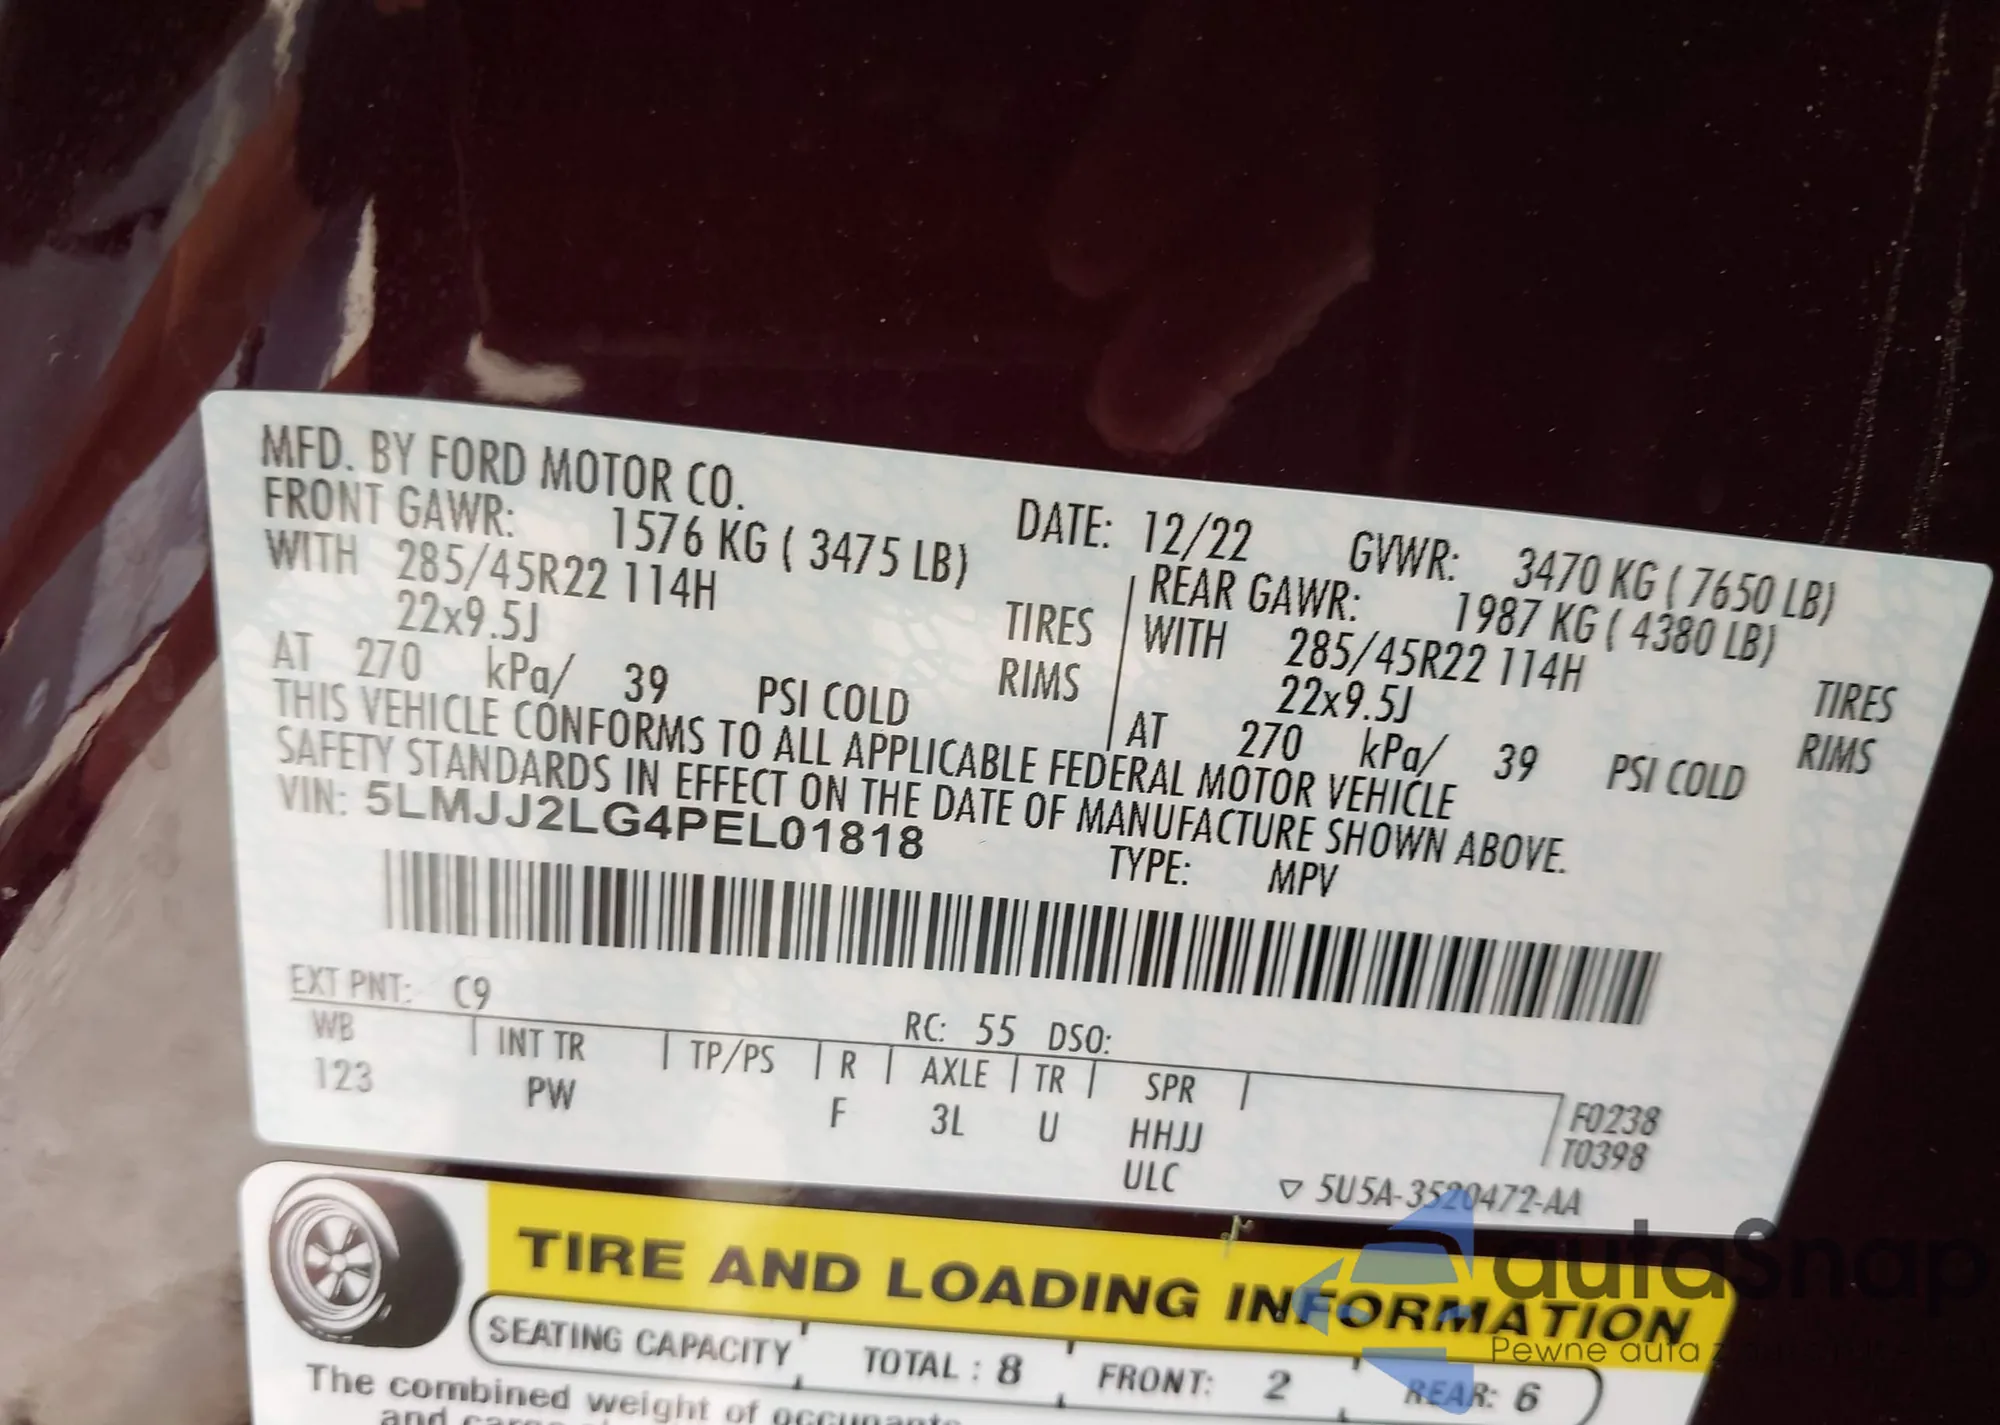 MFD. BY FORD MOTOR CO.
DATE: 12/22 GVWR: 3470 KG ( 7650 LB)
FRONT GAWR: 1576 KG ( 3475 LB)
WITH 285/45R22 114H TIRES
22x9.5J RIMS
AT 270 kPa/ 39 PSI COLD
REAR GAWR: 1987 KG ( 4380 LB)
WITH 285/45R22 114H TIRES
22x9.5J RIMS
AT 270 kPa/ 39 PSI COLD
THIS VEHICLE CONFORMS TO ALL APPLICABLE FEDERAL MOTOR VEHICLE
SAFETY STANDARDS IN EFFECT ON THE DATE OF MANUFACTURE SHOWN ABOVE.
VIN: 5LMJJ2LG4PEL01818 TYPE: MPV
EXT PNT: C9 RC: 55 DSO:
WB INT TR TP/PS R AXLE TR SPR
123 PW F 3L U HHJJ
ULC
F0238
T0398
▽ 5U5A-3520472-AA
TIRE AND LOADING INFORMATION
SEATING CAPACITY TOTAL : 8 FRONT: 2 REAR: 6
The combined weight of occupants
and
autaSnap
Pewne auta